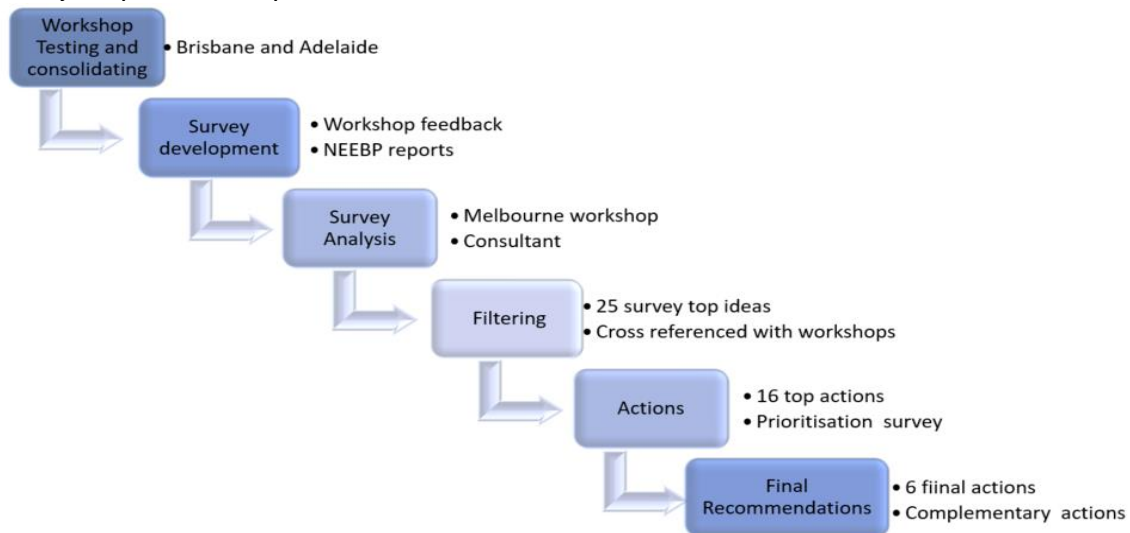 Workshop
Testing and
consolidating
• Brisbane and Adelaide
Survey
development
• Workshop feedback
• NEEBP reports
Survey
Analysis
• Melbourne workshop
• Consultant
Filtering
• 25 survey top ideas
• Cross referenced with workshops
Actions
• 16 top actions
• Prioritisation survey
Final
Recommendations
• 6 fiinal actions
• Complementary actions